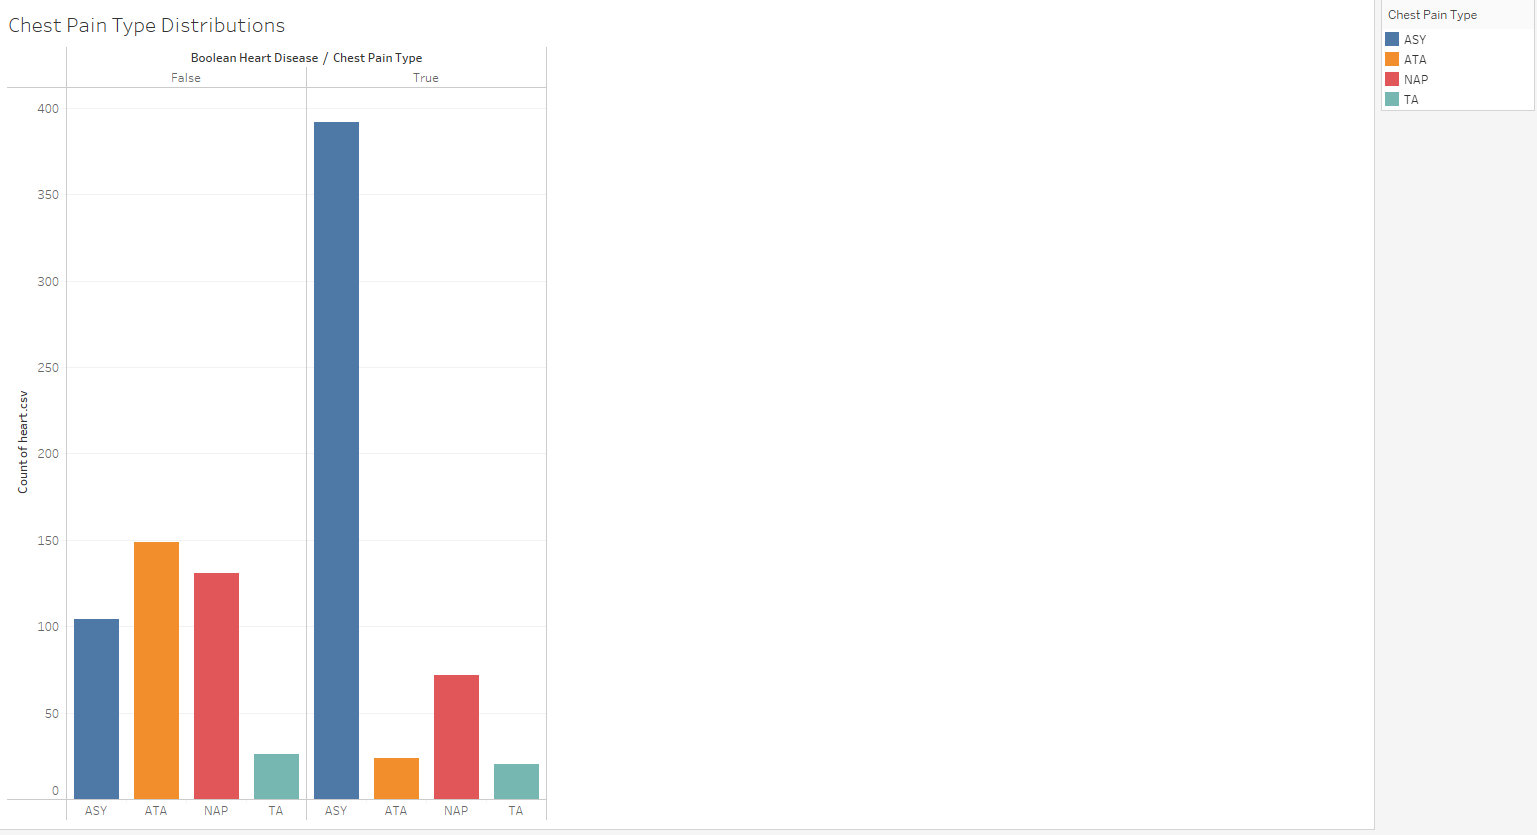 Chest Pain Type Distributions
Boolean Heart Disease / Chest Pain Type
False True
400
350
300
250
200
150
100
50
0
Count of heart.csv
ASY ATA NAP TA ASY ATA NAP TA
Chest Pain Type
ASY
ATA
NAP
TA